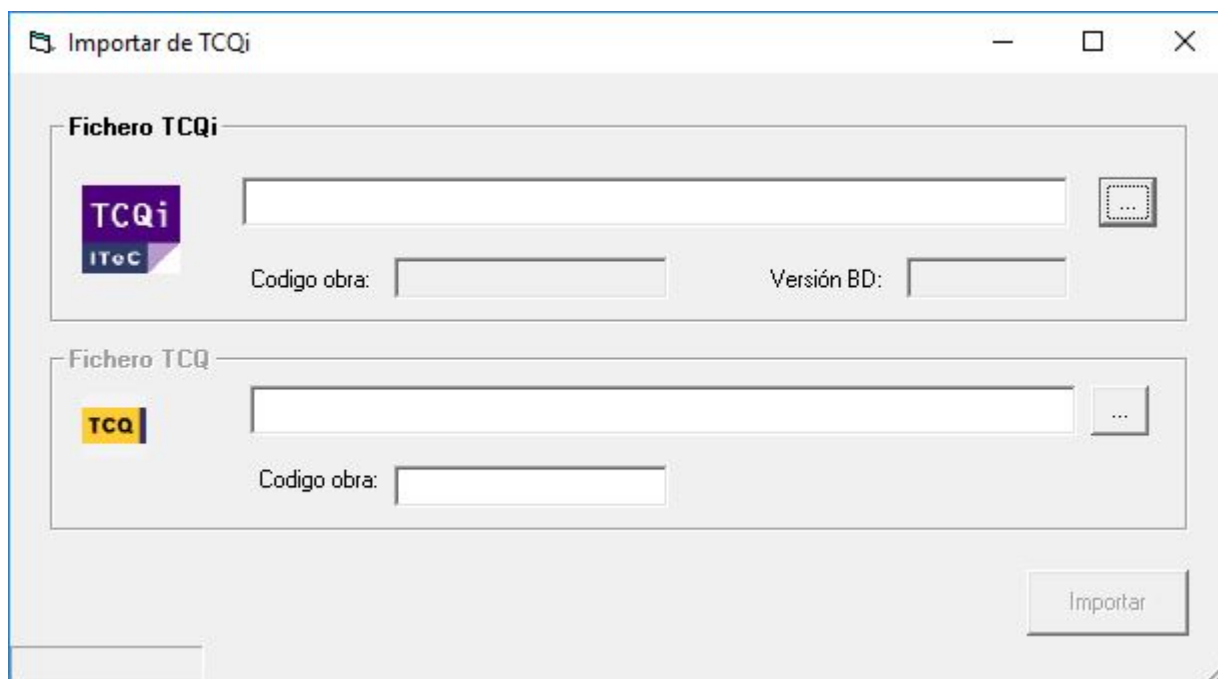 Importar de TCQi
Fichero TCQi
TCQi
ITeC
...
Codigo obra:
Versión BD:
Fichero TCQ
TCQ
...
Codigo obra:
Importar